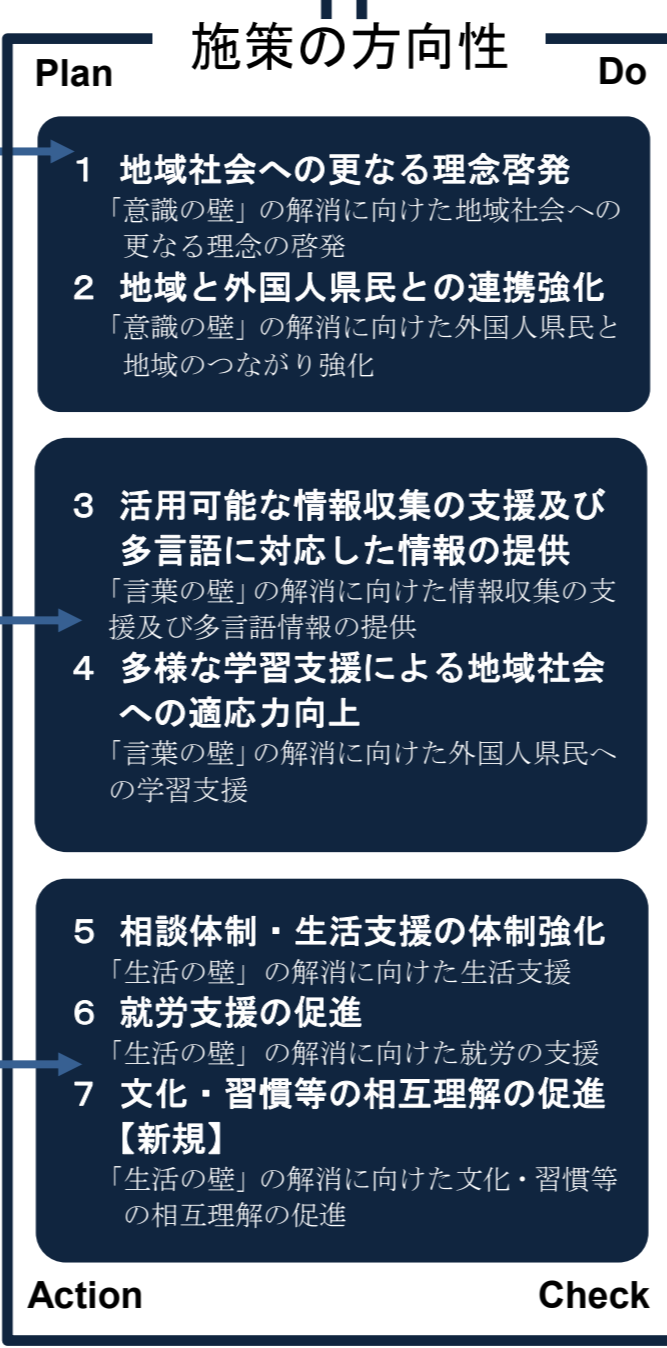 施策の方向性
Plan
Do
1 地域社会への更なる理念啓発
「意識の壁」の解消に向けた地域社会への
更なる理念の啓発
2 地域と外国人県民との連携強化
「意識の壁」の解消に向けた外国人県民と
地域のつながり強化
3 活用可能な情報収集の支援及び
多言語に対応した情報の提供
「言葉の壁」の解消に向けた情報収集の支
援及び多言語情報の提供
4 多様な学習支援による地域社会
への適応力向上
「言葉の壁」の解消に向けた外国人県民へ
の学習支援
5 相談体制・生活支援の体制強化
「生活の壁」の解消に向けた生活支援
6 就労支援の促進
「生活の壁」の解消に向けた就労の支援
7 文化・習慣等の相互理解の促進
【新規】
「生活の壁」の解消に向けた文化・習慣等
の相互理解の促進
Action
Check